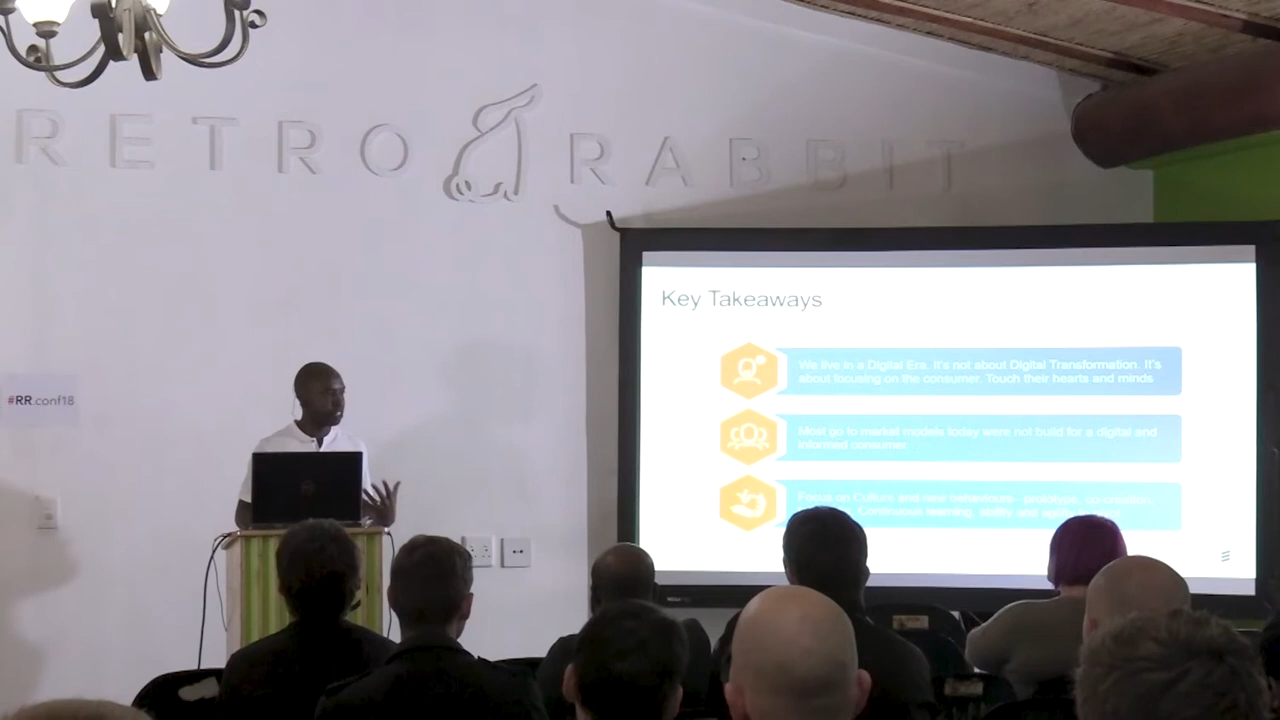 RETRO RABBIT
#RR.conf18
Key Takeaways
We live in a Digital Era. It's not about Digital Transformation. It's
about focusing on the consumer. Touch their hearts and minds
Most go to market models today were not build for a digital and
informed consumer.
Focus on Culture and new behaviours– prototype, co-creation
Continuous learning, ability and